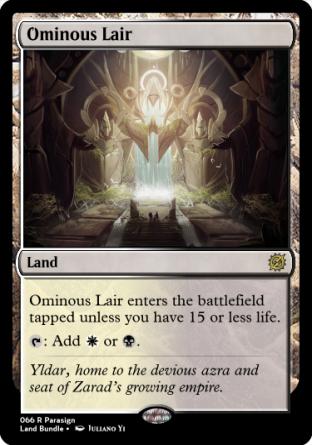 Ominous Lair
Land
Ominous Lair enters the battlefield
tapped unless you have 15 or less life.
: Add or .
Yldar, home to the devious azra and
seat of Zarad's growing empire.
066 R Parasign
Land Bundle • Juliano Yi